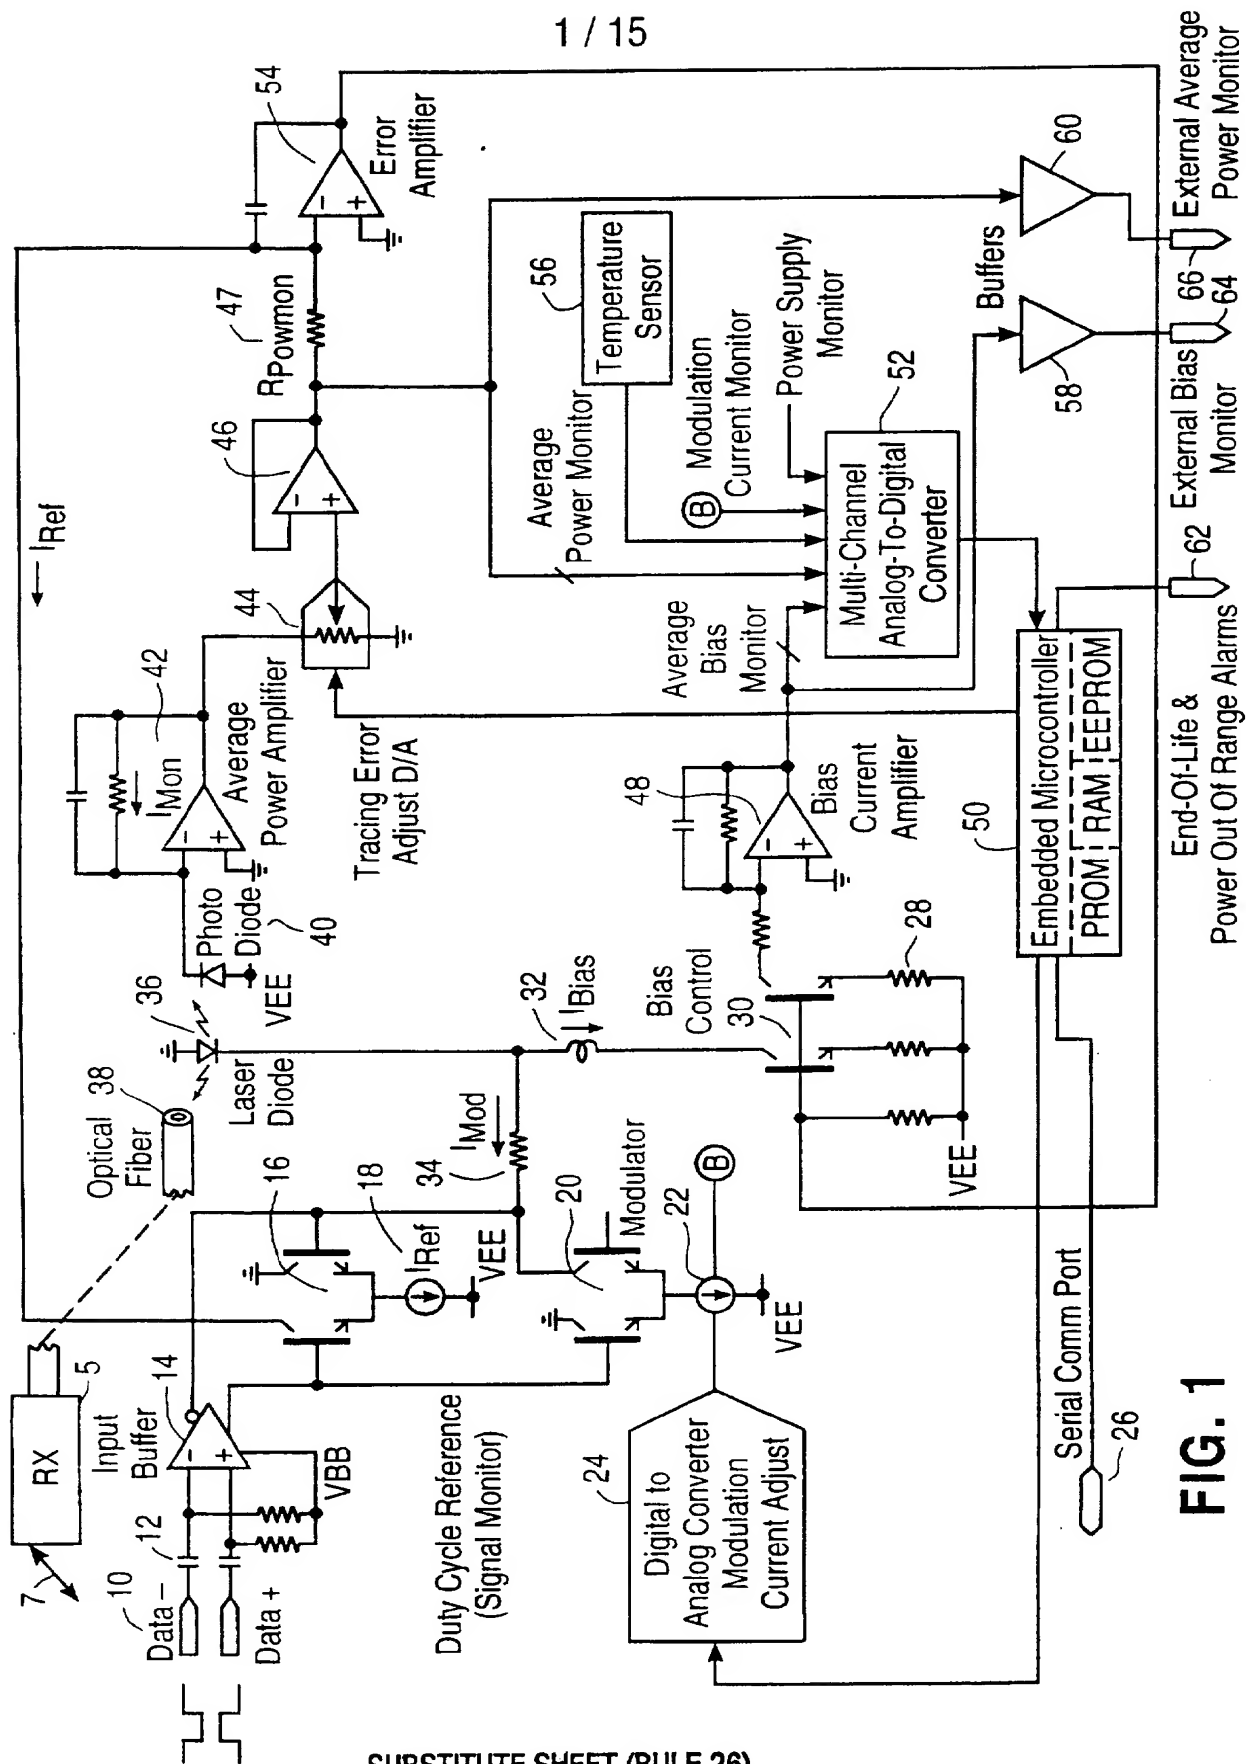 1 / 15
RX
5
7
10
Data −
Data +
12
Input
Buffer
14
−
+
VBB
Optical
Fiber
38
Laser
Diode
36
Photo
Diode
40
VEE
−
+
I Mon
42
Average
Power Amplifier
I Ref
44
Tracing Error
Adjust D/A
46
−
+
47
RPowmon
54
−
+
Error
Amplifier
16
18
I Ref
VEE
34
I Mod
32
I Bias
Duty Cycle Reference
(Signal Monitor)
20
Modulator
22
B
VEE
24
Digital to
Analog Converter
Modulation
Current Adjust
Bias
Control
30
28
VEE
48
−
+
Bias
Current
Amplifier
Average
Bias
Monitor
Average
Power Monitor
56
Temperature
Sensor
B
Modulation
Current Monitor
Power Supply
Monitor
52
Multi-Channel
Analog-To-Digital
Converter
Buffers
58
60
50
Embedded Microcontroller
PROM
RAM
EEPROM
Serial Comm Port
26
End-Of-Life &
Power Out Of Range Alarms
62
External Bias
Monitor
64
External Average
Power Monitor
66
FIG. 1
SUBSTITUTE SHEET (RULE 26)